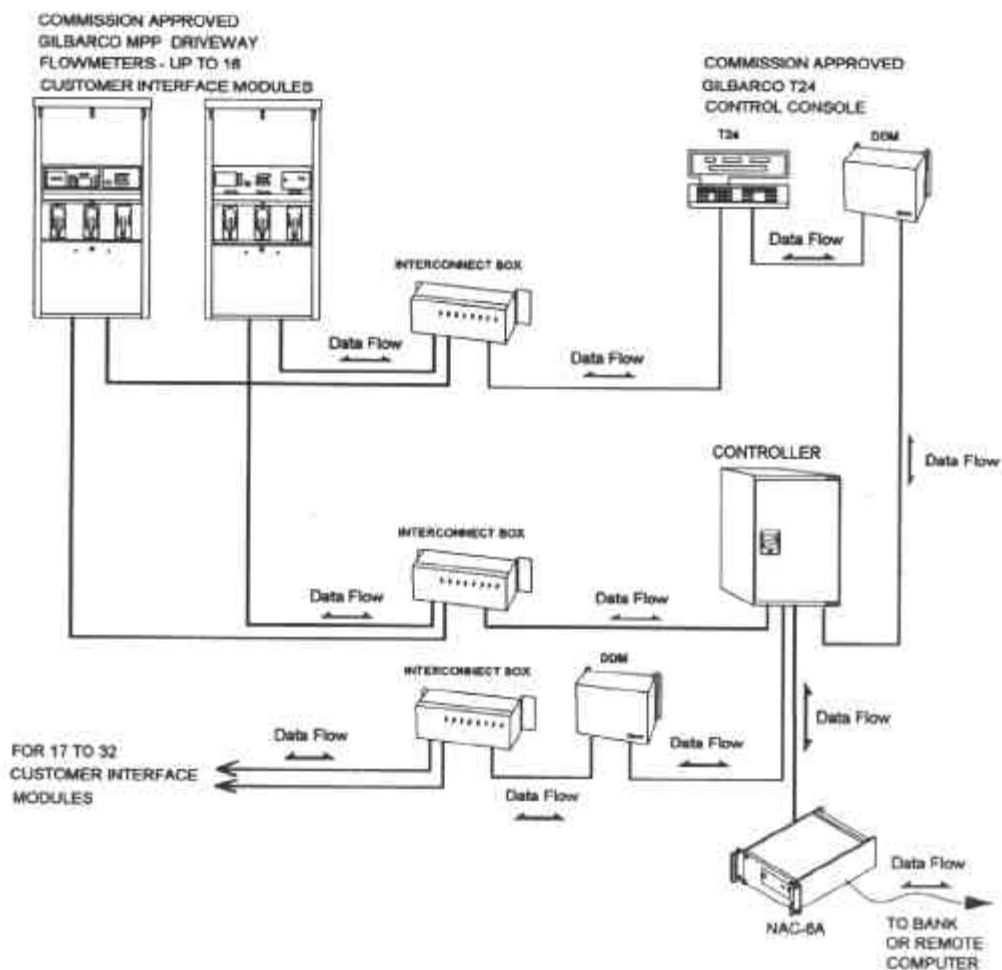 COMMISSION APPROVED
GILBARCO MPP DRIVEWAY
FLOWMETERS - UP TO 16
CUSTOMER INTERFACE MODULES
COMMISSION APPROVED
GILBARCO T24
CONTROL CONSOLE
T24
DDM
Data Flow
INTERCONNECT BOX
Data Flow
Data Flow
CONTROLLER
Data Flow
INTERCONNECT BOX
Data Flow
Data Flow
INTERCONNECT BOX
DDM
Data Flow
Data Flow
Data Flow
Data Flow
FOR 17 TO 32
CUSTOMER INTERFACE
MODULES
Data Flow
NAC-6A
TO BANK
OR REMOTE
COMPUTER